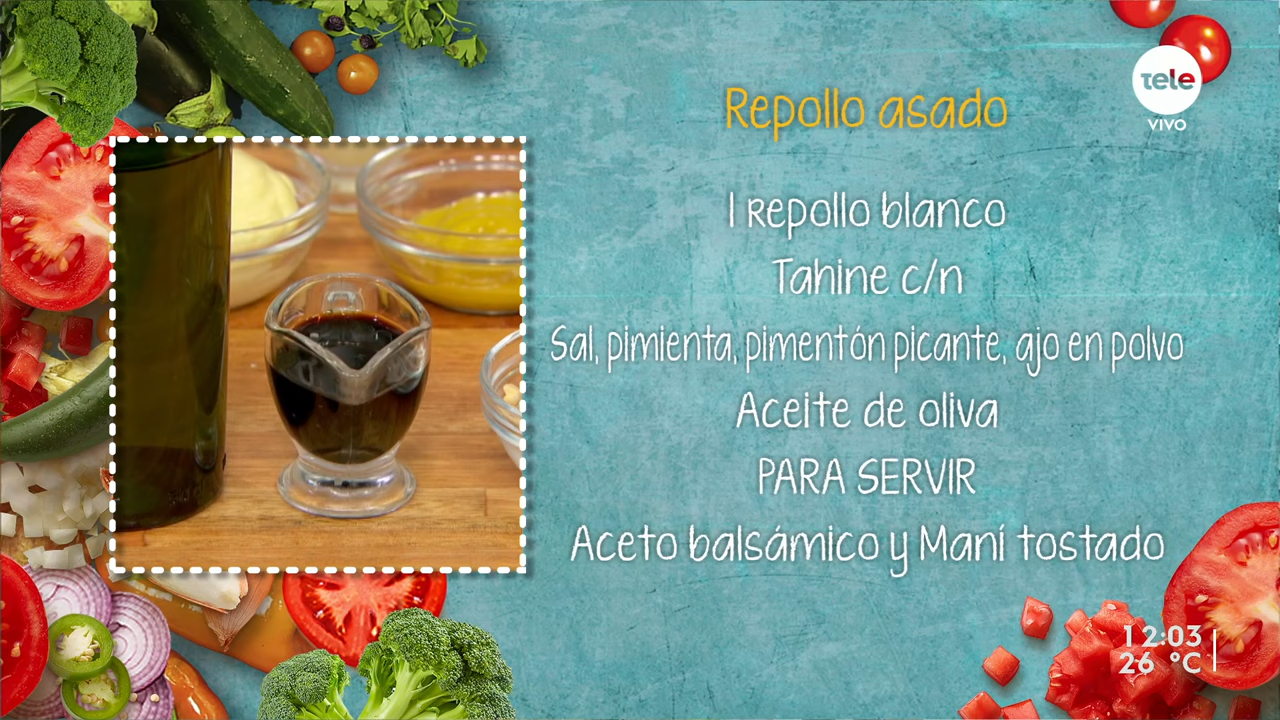 Repollo asado
1 Repollo blanco
Tahine c/n
Sal, pimienta, pimentón picante, ajo en polvo
Aceite de oliva
PARA SERVIR
Aceto balsámico y Maní tostado
tele
VIVO
12:03
26 °C